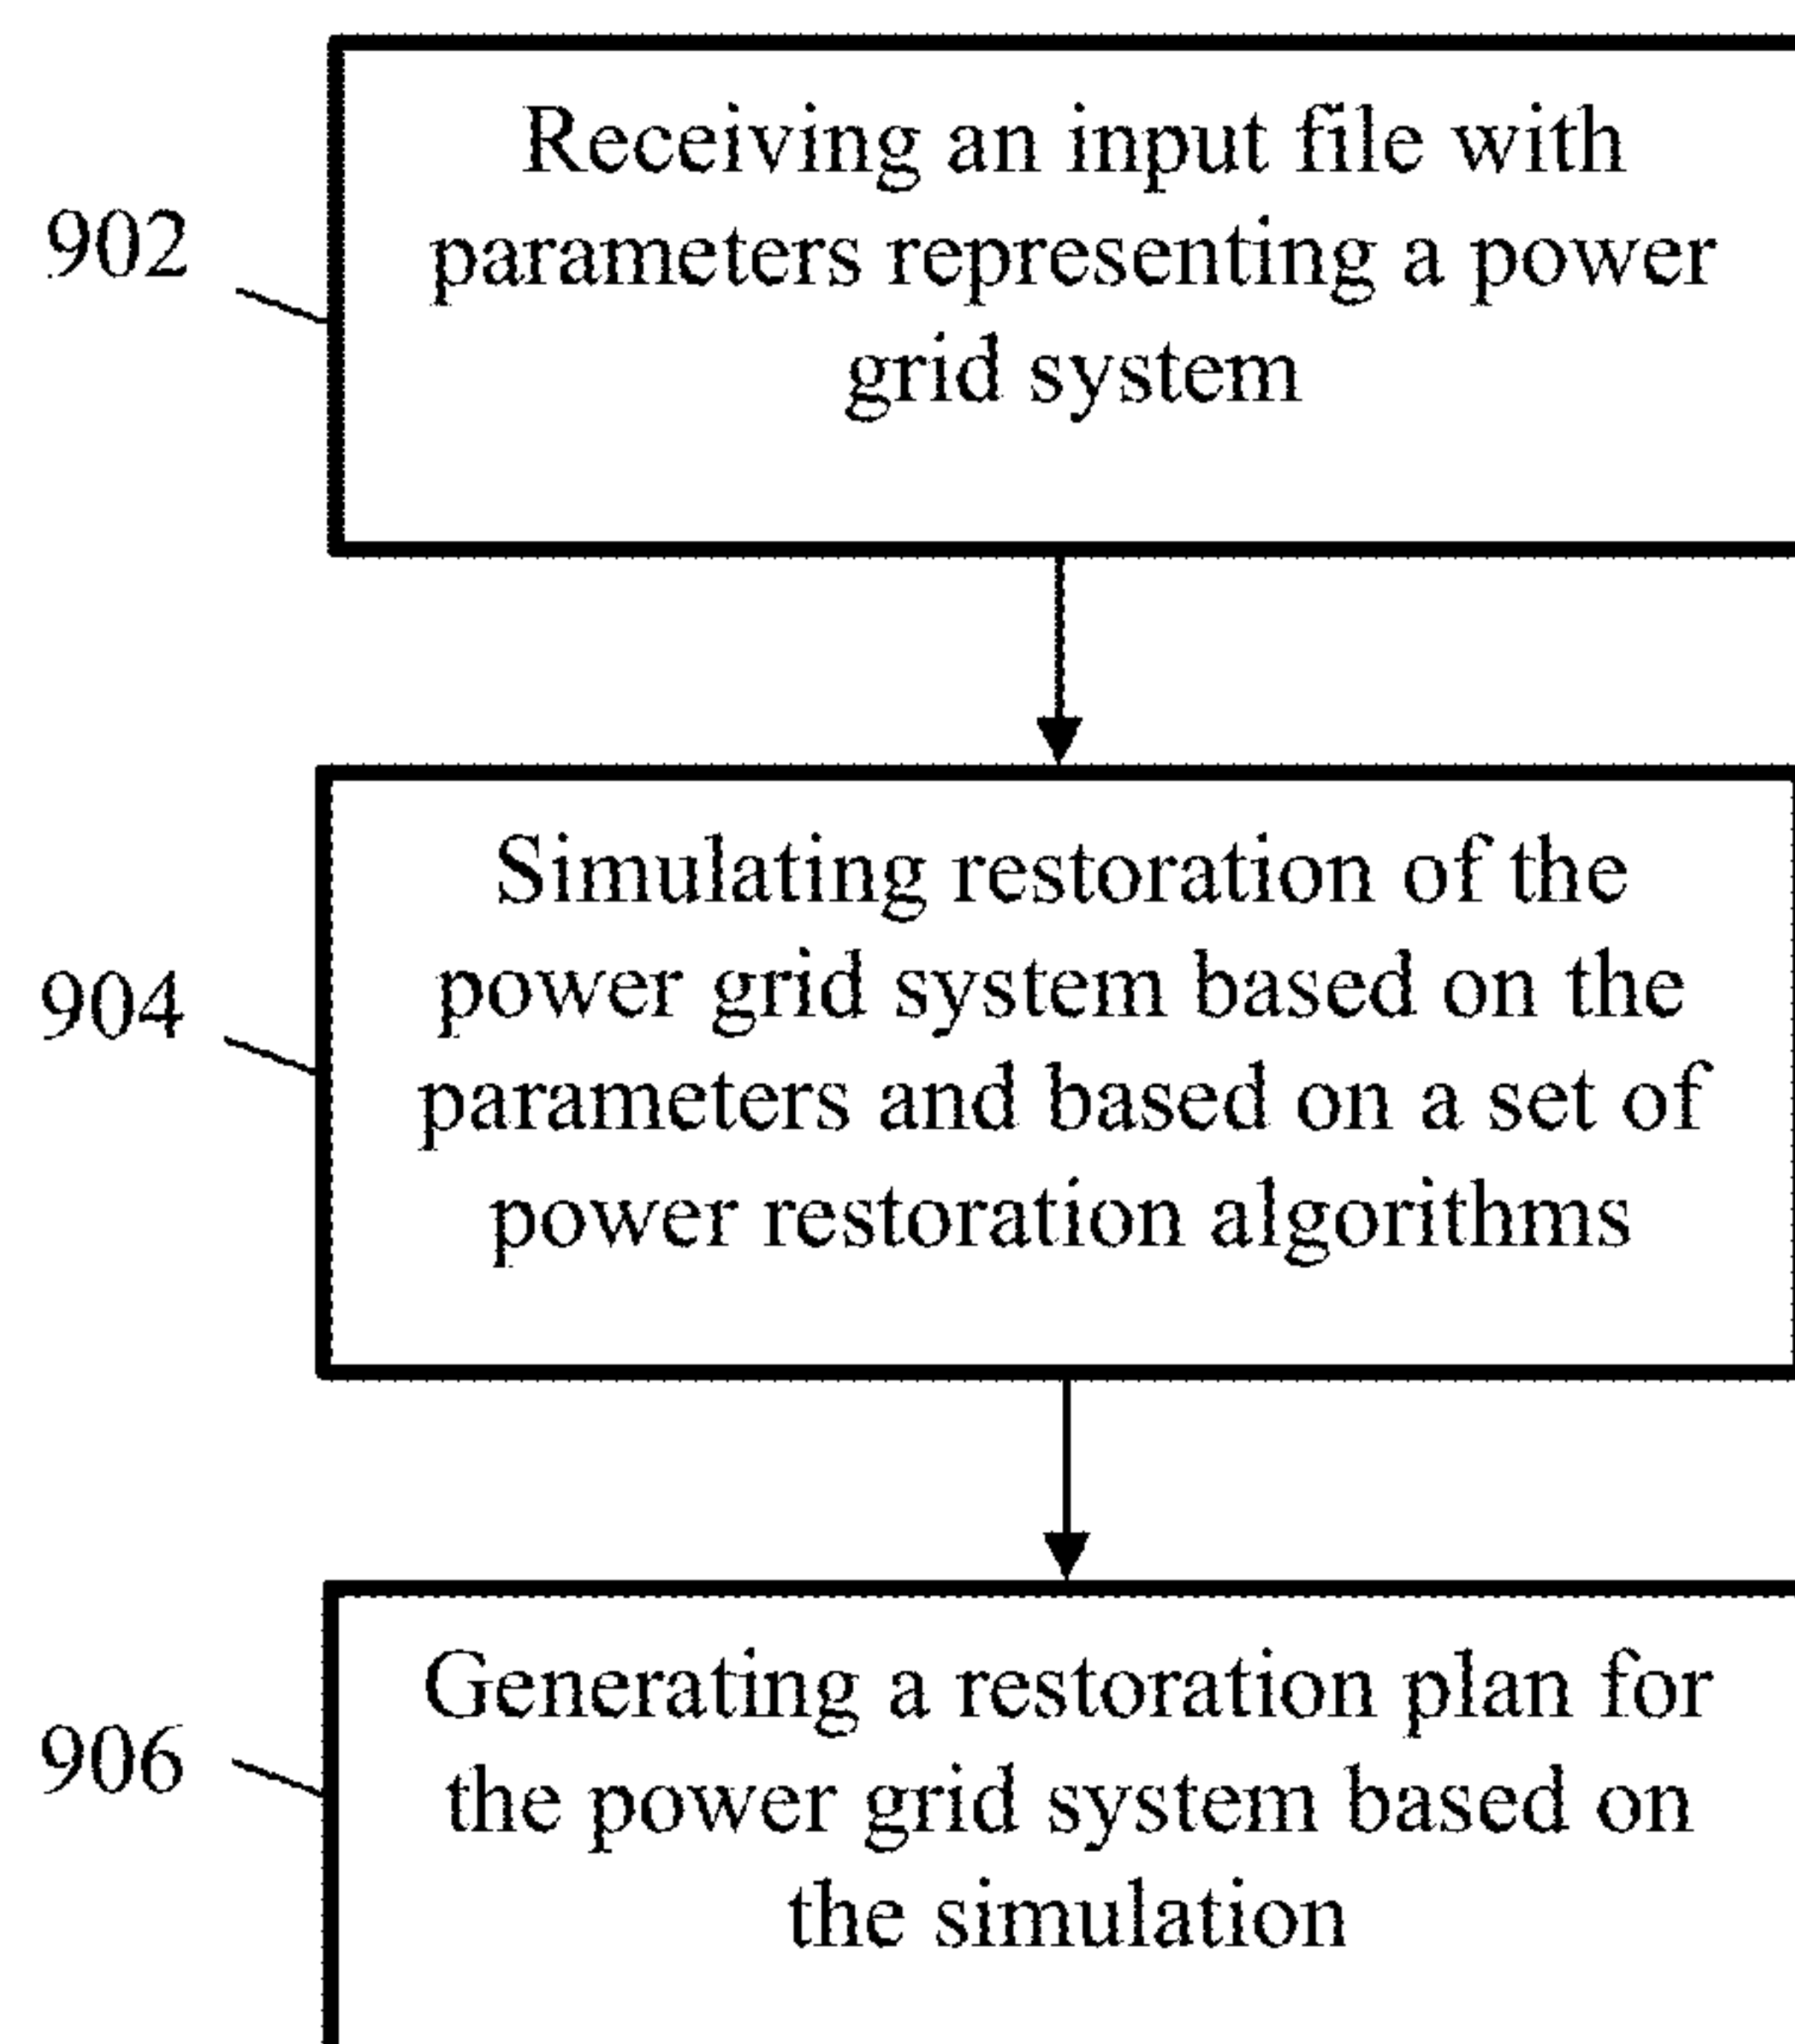 902
Receiving an input file with
parameters representing a power
grid system
904
Simulating restoration of the
power grid system based on the
parameters and based on a set of
power restoration algorithms
906
Generating a restoration plan for
the power grid system based on
the simulation